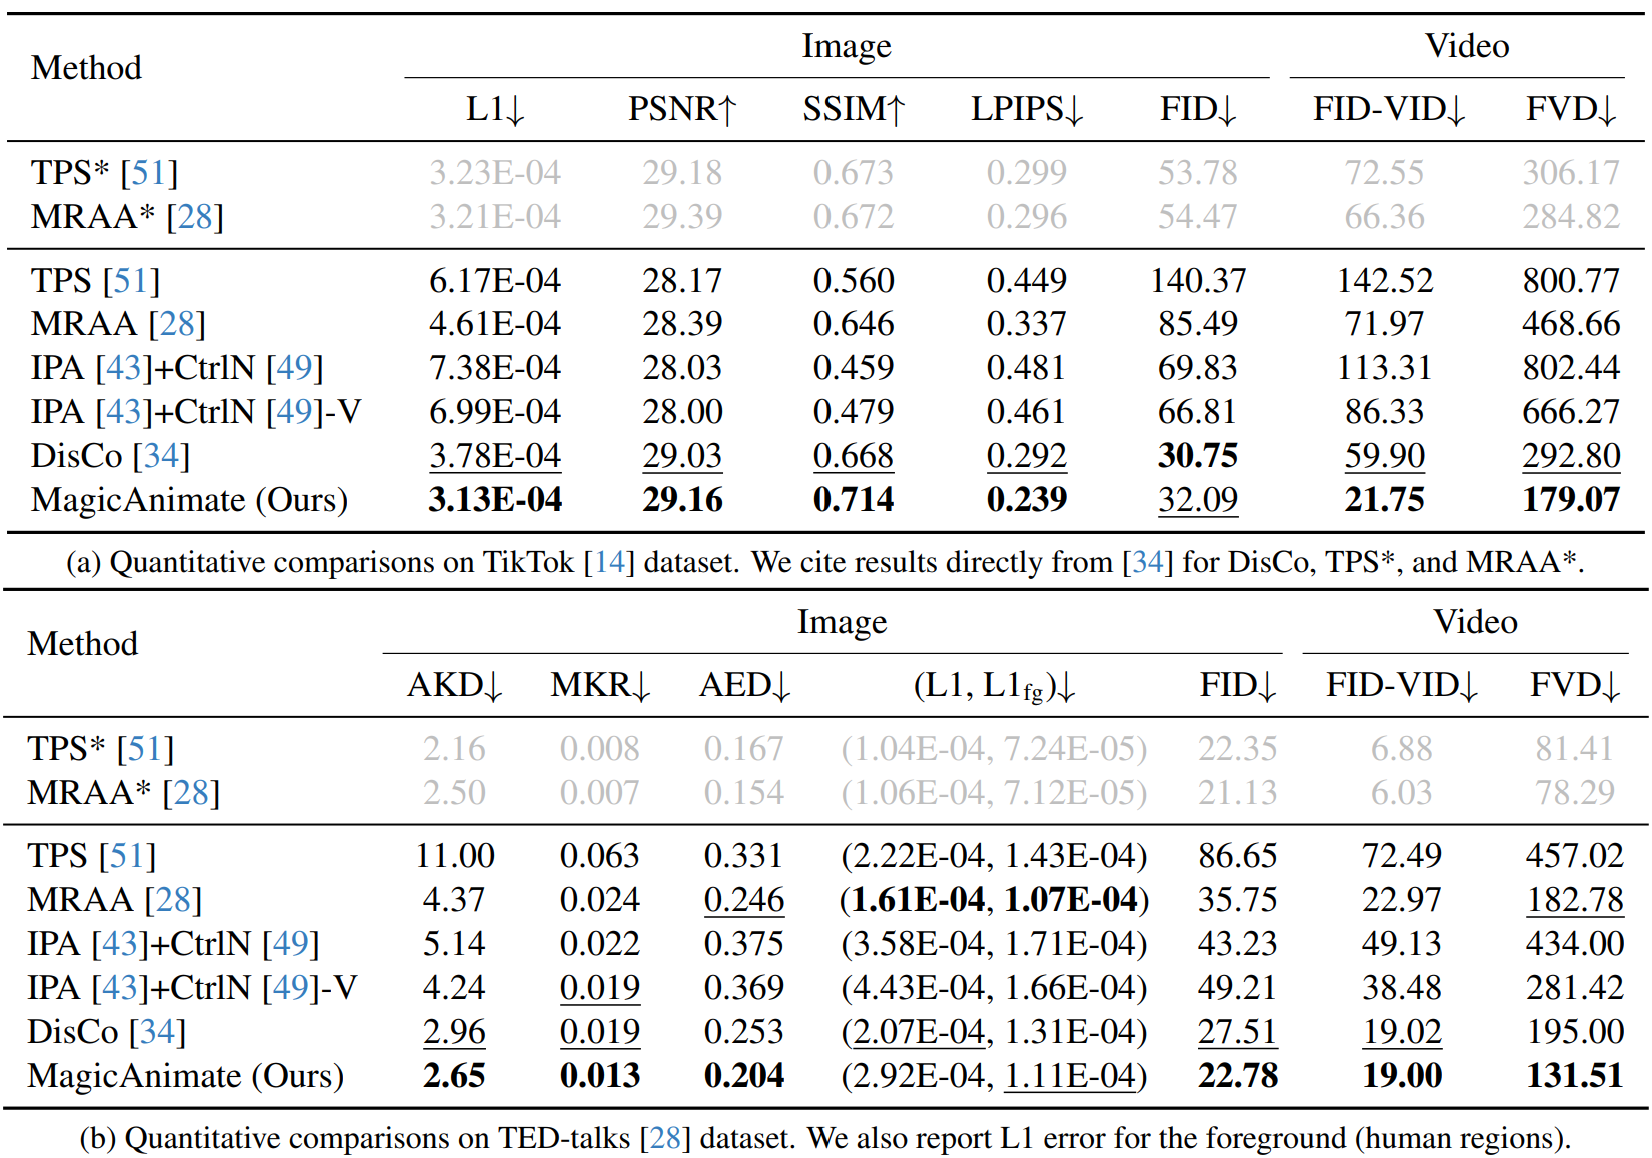 Method Image Video
L1↓ PSNR↑ SSIM↑ LPIPS↓ FID↓ FID-VID↓ FVD↓
TPS* [51] 3.23E-04 29.18 0.673 0.299 53.78 72.55 306.17
MRAA* [28] 3.21E-04 29.39 0.672 0.296 54.47 66.36 284.82
TPS [51] 6.17E-04 28.17 0.560 0.449 140.37 142.52 800.77
MRAA [28] 4.61E-04 28.39 0.646 0.337 85.49 71.97 468.66
IPA [43]+CtrlN [49] 7.38E-04 28.03 0.459 0.481 69.83 113.31 802.44
IPA [43]+CtrlN [49]-V 6.99E-04 28.00 0.479 0.461 66.81 86.33 666.27
DisCo [34] 3.78E-04 29.03 0.668 0.292 30.75 59.90 292.80
MagicAnimate (Ours) 3.13E-04 29.16 0.714 0.239 32.09 21.75 179.07
(a) Quantitative comparisons on TikTok [14] dataset. We cite results directly from [34] for DisCo, TPS*, and MRAA*.
Method Image Video
AKD↓ MKR↓ AED↓ (L1, L1fg)↓ FID↓ FID-VID↓ FVD↓
TPS* [51] 2.16 0.008 0.167 (1.04E-04, 7.24E-05) 22.35 6.88 81.41
MRAA* [28] 2.50 0.007 0.154 (1.06E-04, 7.12E-05) 21.13 6.03 78.29
TPS [51] 11.00 0.063 0.331 (2.22E-04, 1.43E-04) 86.65 72.49 457.02
MRAA [28] 4.37 0.024 0.246 (1.61E-04, 1.07E-04) 35.75 22.97 182.78
IPA [43]+CtrlN [49] 5.14 0.022 0.375 (3.58E-04, 1.71E-04) 43.23 49.13 434.00
IPA [43]+CtrlN [49]-V 4.24 0.019 0.369 (4.43E-04, 1.66E-04) 49.21 38.48 281.42
DisCo [34] 2.96 0.019 0.253 (2.07E-04, 1.31E-04) 27.51 19.02 195.00
MagicAnimate (Ours) 2.65 0.013 0.204 (2.92E-04, 1.11E-04) 22.78 19.00 131.51
(b) Quantitative comparisons on TED-talks [28] dataset. We also report L1 error for the foreground (human regions).